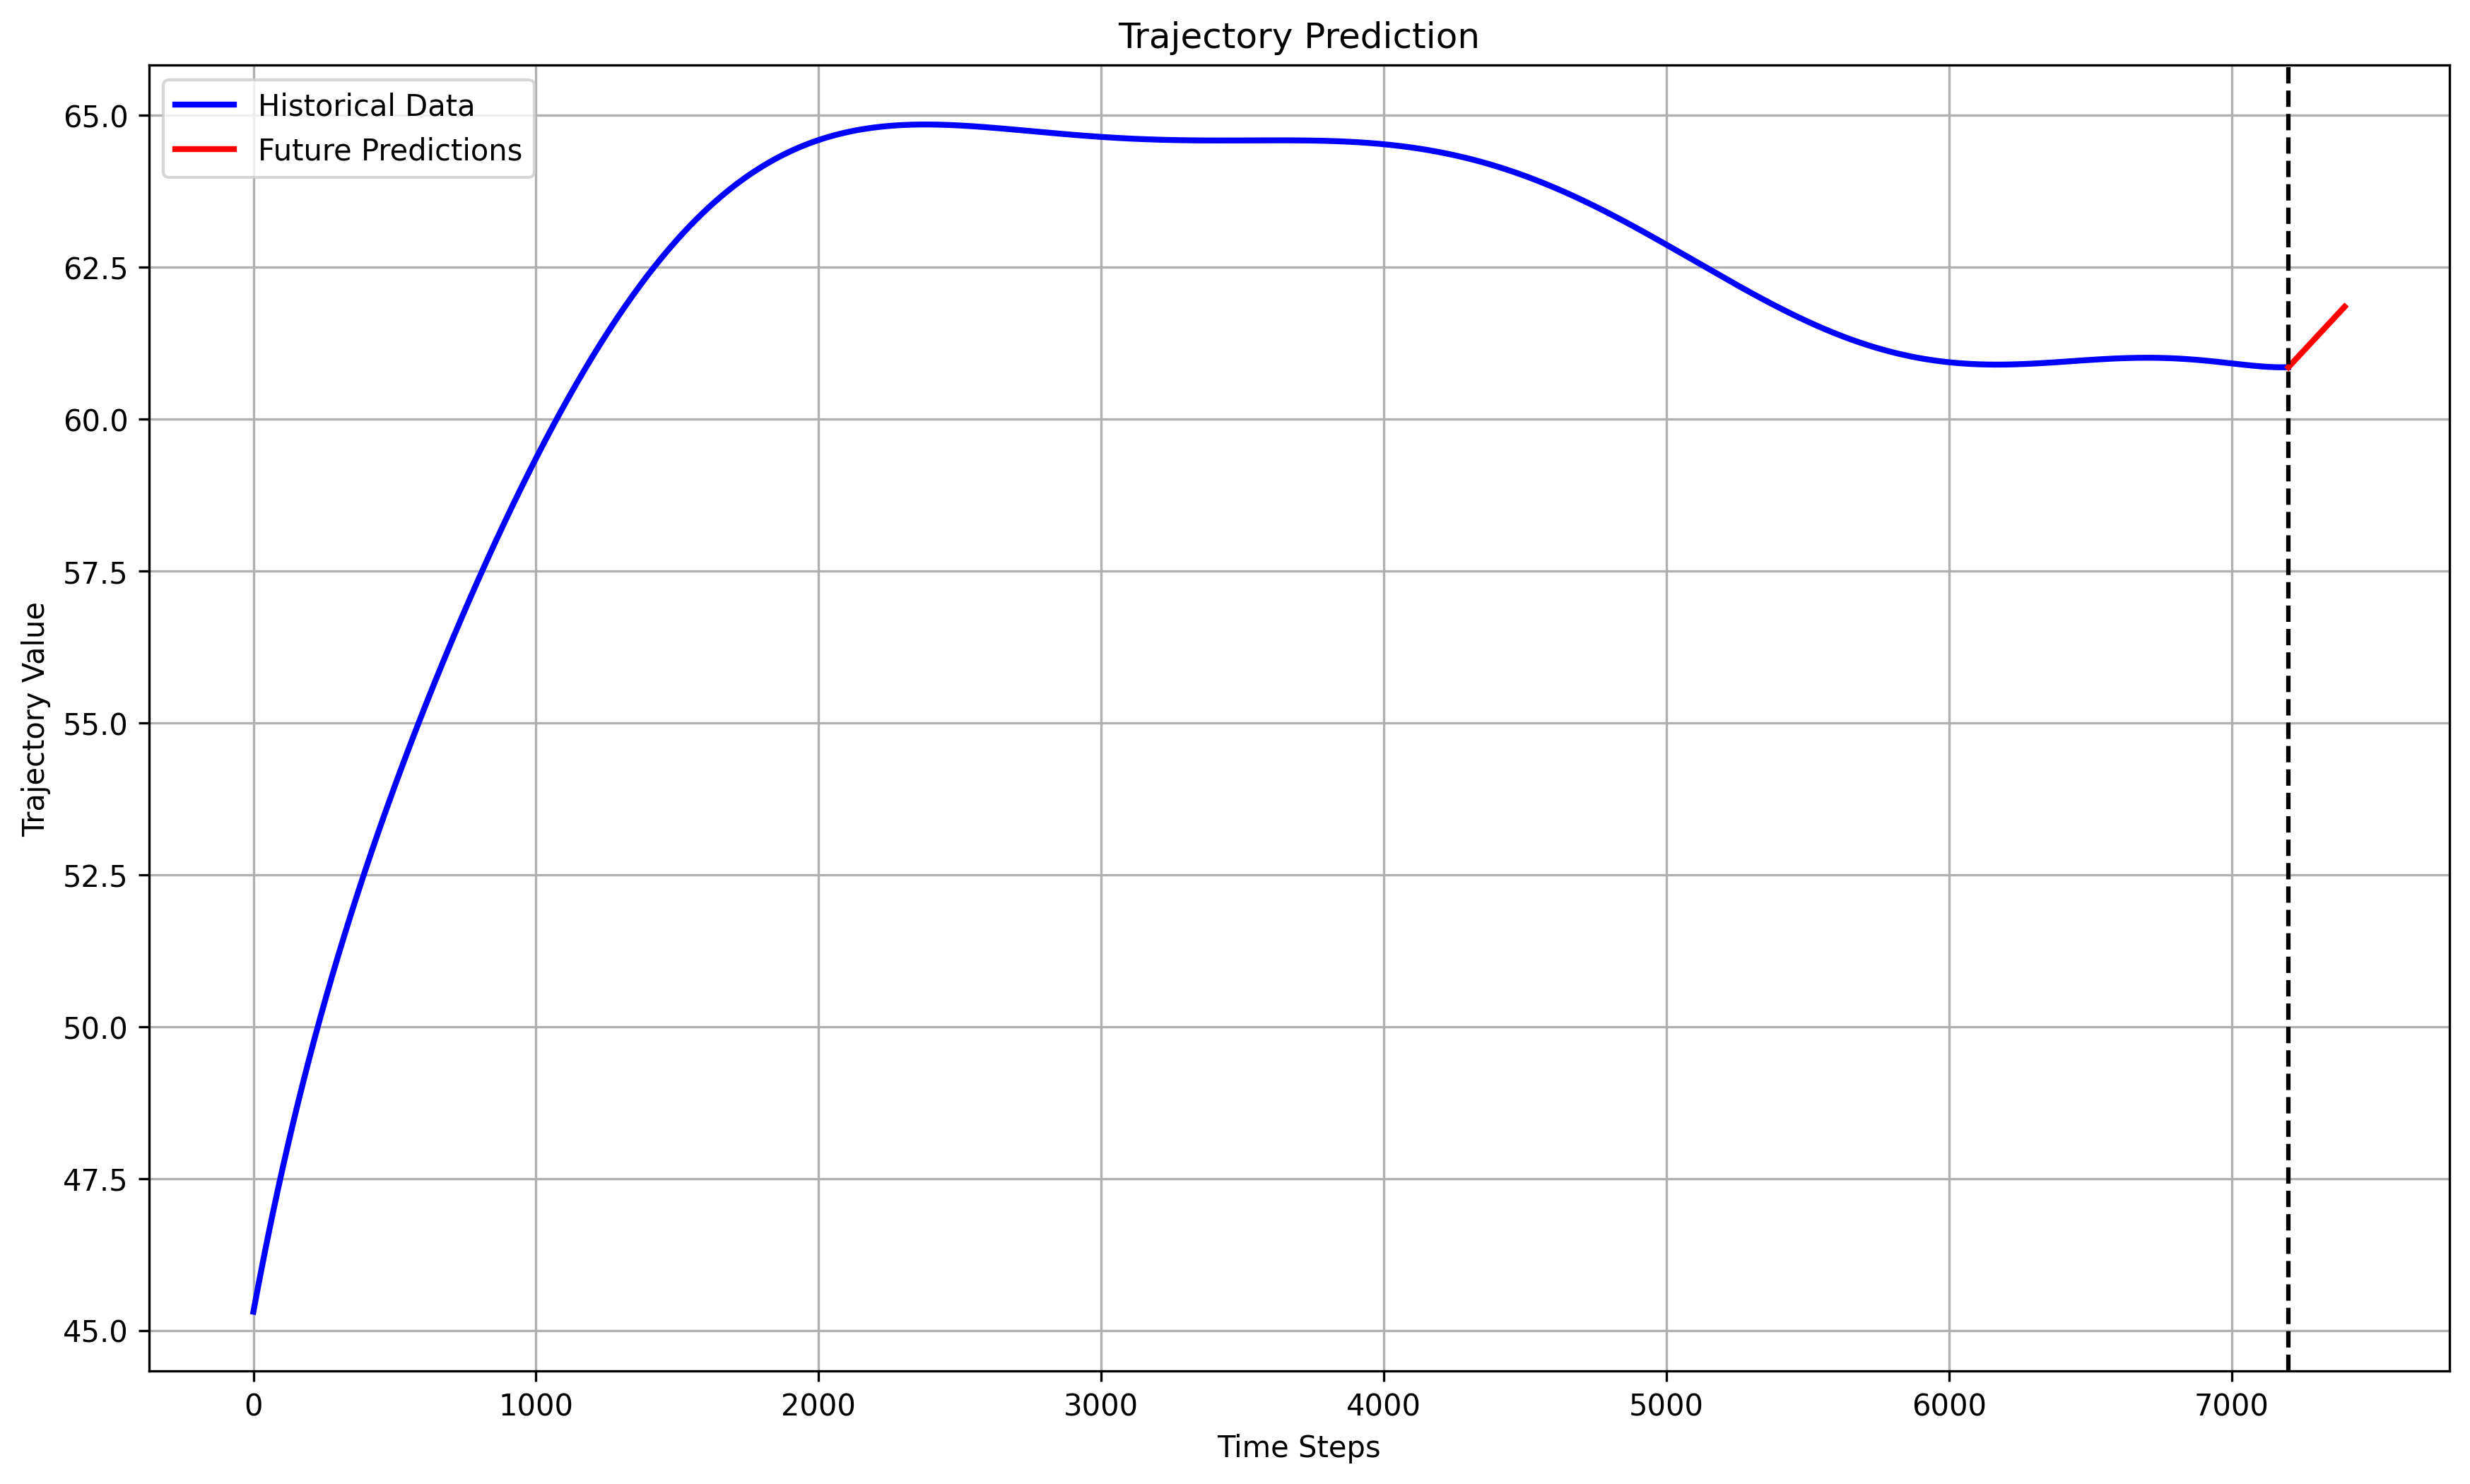 Trajectory Prediction
Historical Data
Future Predictions
65.0
62.5
60.0
57.5
55.0
52.5
50.0
47.5
45.0
Trajectory Value
0 1000 2000 3000 4000 5000 6000 7000
Time Steps